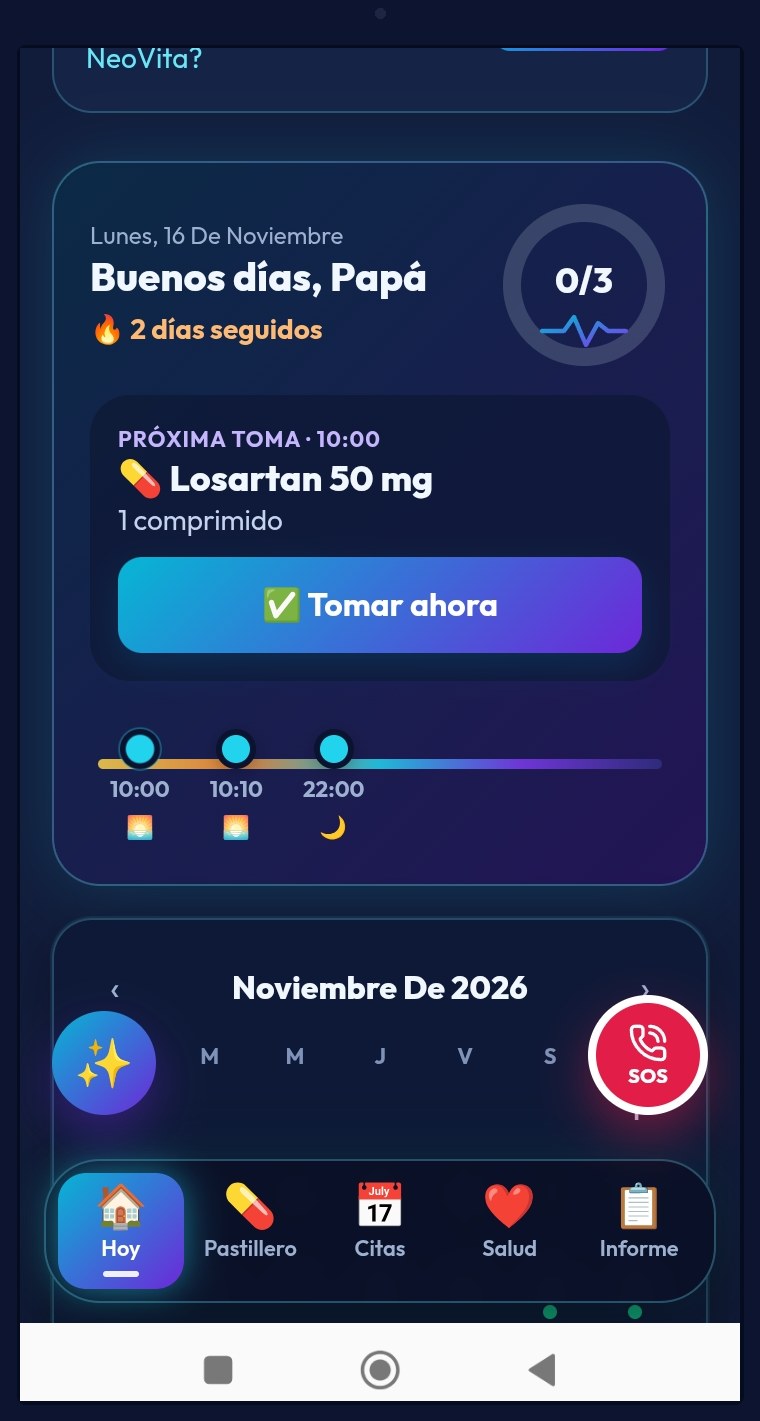 NeoVita?
Lunes, 16 De Noviembre
Buenos días, Papá
🔥 2 días seguidos
0/3
PRÓXIMA TOMA · 10:00
💊 Losartan 50 mg
1 comprimido
✅ Tomar ahora
10:00 10:10 22:00
Noviembre De 2026
M M J V S
SOS
July
17
Hoy Pastillero Citas Salud Informe